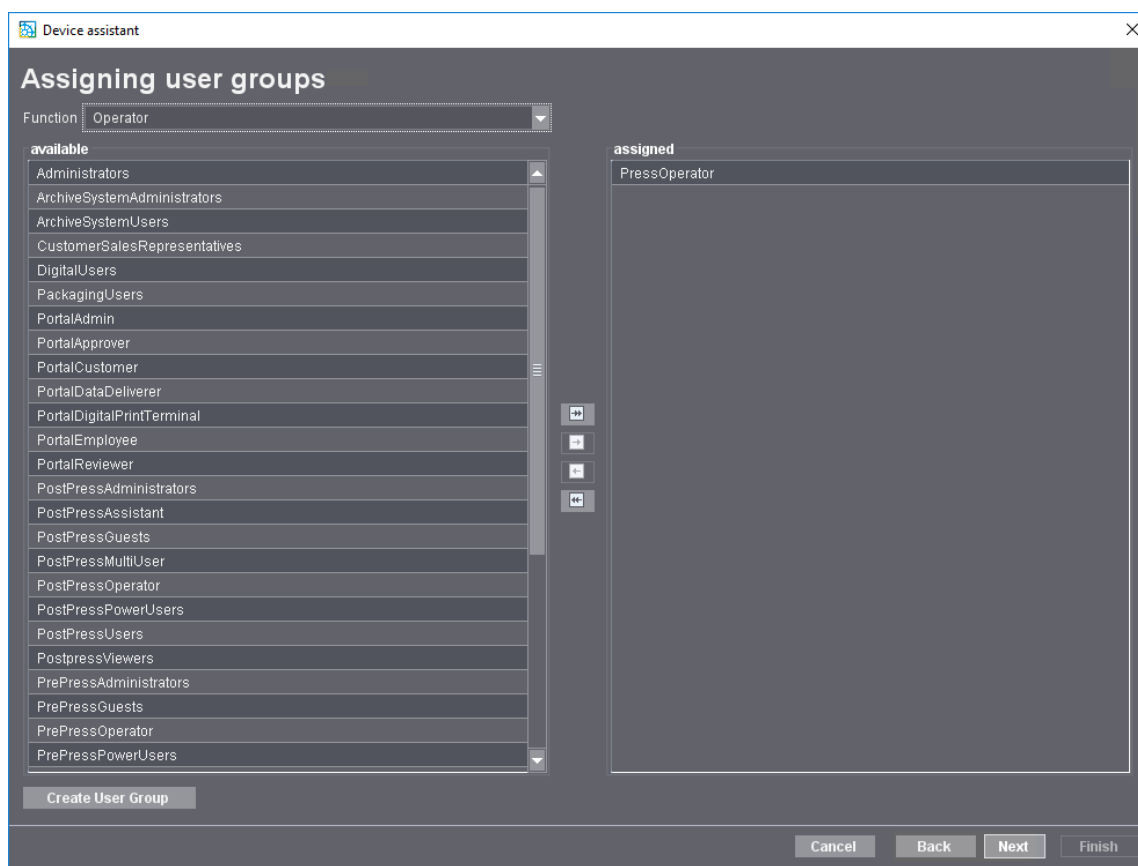 Device assistant
Assigning user groups
Function Operator
available
Administrators
ArchiveSystemAdministrators
ArchiveSystemUsers
CustomerSalesRepresentatives
DigitalUsers
PackagingUsers
PortalAdmin
PortalApprover
PortalCustomer
PortalDataDeliverer
PortalDigitalPrintTerminal
PortalEmployee
PortalReviewer
PostPressAdministrators
PostPressAssistant
PostPressGuests
PostPressMultiUser
PostPressOperator
PostPressPowerUsers
PostPressUsers
PostpressViewers
PrePressAdministrators
PrePressGuests
PrePressOperator
PrePressPowerUsers
assigned
PressOperator
Create User Group
Cancel Back Next Finish